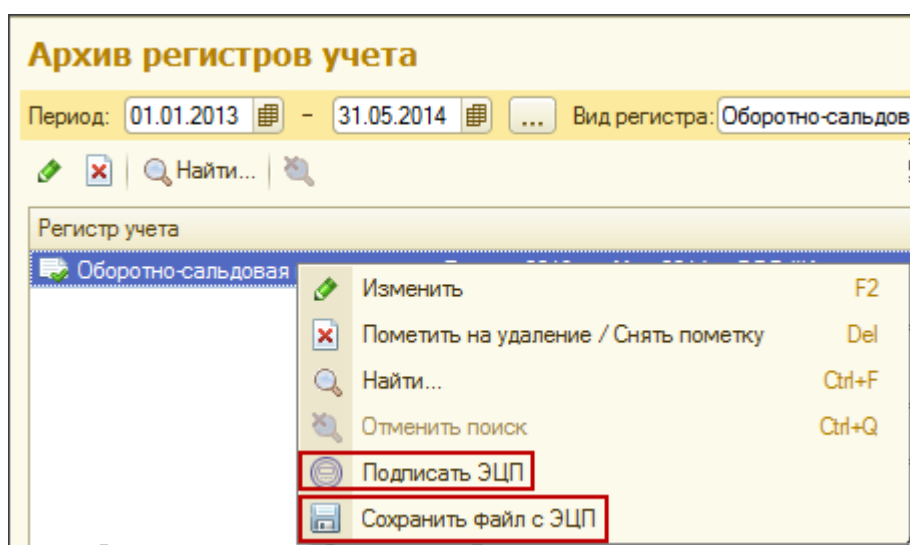 Архив регистров учета
Период: 01.01.2013 – 31.05.2014 ... Вид регистра: Оборотно-сальдов
Найти...
Регистр учета
Оборотно-сальдовая
Изменить F2
Пометить на удаление / Снять пометку Del
Найти... Ctrl+F
Отменить поиск Ctrl+Q
Подписать ЭЦП
Сохранить файл с ЭЦП